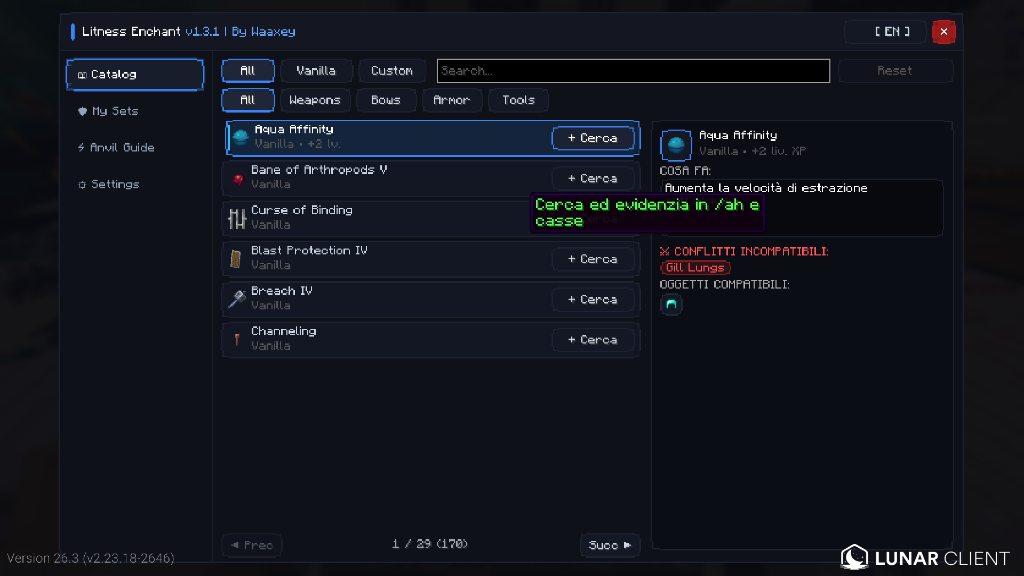 Litness Enchant v1.3.1 | By Waaxey
[ EN ]
×
Catalog
My Sets
Anvil Guide
Settings
All
Vanilla
Custom
Search...
Reset
All
Weapons
Bows
Armor
Tools
Aqua Affinity
Vanilla • +2 lv.
+ Cerca
Bane of Arthropods V
Vanilla
+ Cerca
Curse of Binding
Vanilla
Blast Protection IV
Vanilla
+ Cerca
Breach IV
Vanilla
+ Cerca
Channeling
Vanilla
+ Cerca
Cerca ed evidenzia in /ah e
casse
Aqua Affinity
Vanilla • +2 liv. XP
COSA FA:
Aumenta la velocità di estrazione
CONFLITTI INCOMPATIBILI:
Gill Lungs
OGGETTI COMPATIBILI:
◄ Prec
1 / 29 (170)
Succ ►
Version 26.3 (v2.23.18-2646)
LUNAR CLIENT